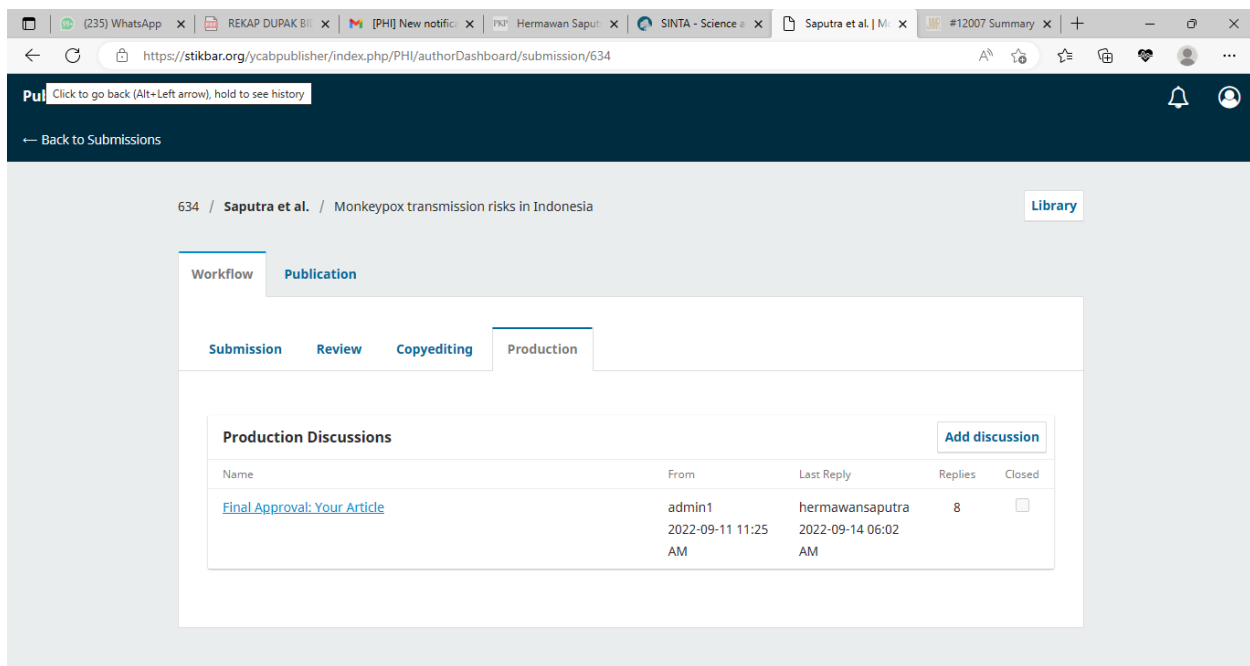 (235) WhatsApp
REKAP DUPAK BI
[PHI] New notific
Hermawan Saput
SINTA - Science a
Saputra et al. | Mo
#12007 Summary
https://stikbar.org/ycabpublisher/index.php/PHI/authorDashboard/submission/634
Click to go back (Alt+Left arrow), hold to see history
← Back to Submissions
634 / Saputra et al. / Monkeypox transmission risks in Indonesia
Library
Workflow
Publication
Submission
Review
Copyediting
Production
Production Discussions
Add discussion
Name
From
Last Reply
Replies
Closed
Final Approval: Your Article
admin1
2022-09-11 11:25
AM
hermawansaputra
2022-09-14 06:02
AM
8